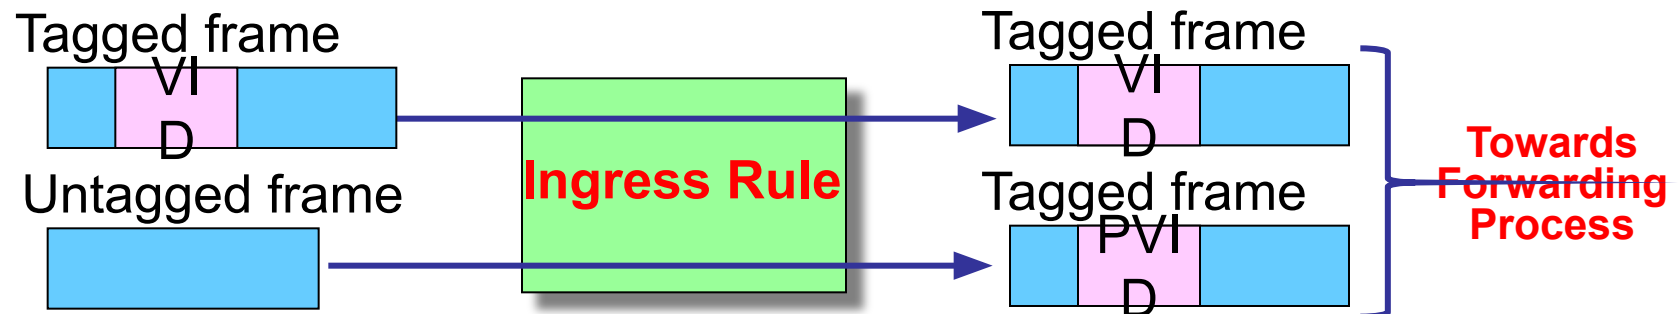 Tagged frame
VI
D
Untagged frame
Ingress Rule
Tagged frame
VI
D
Tagged frame
PVI
D
Towards
Forwarding
Process